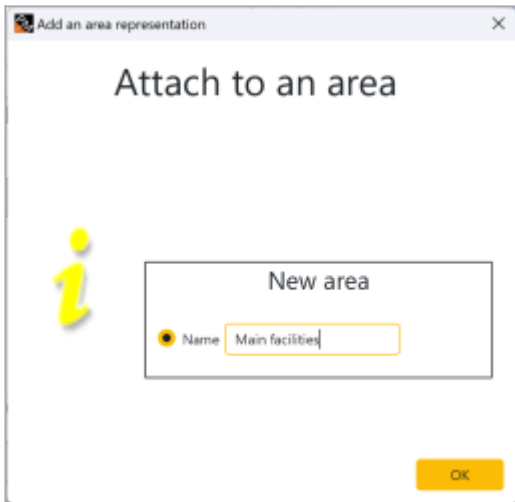 Add an area representation
Attach to an area
New area
Name Main facilities
OK